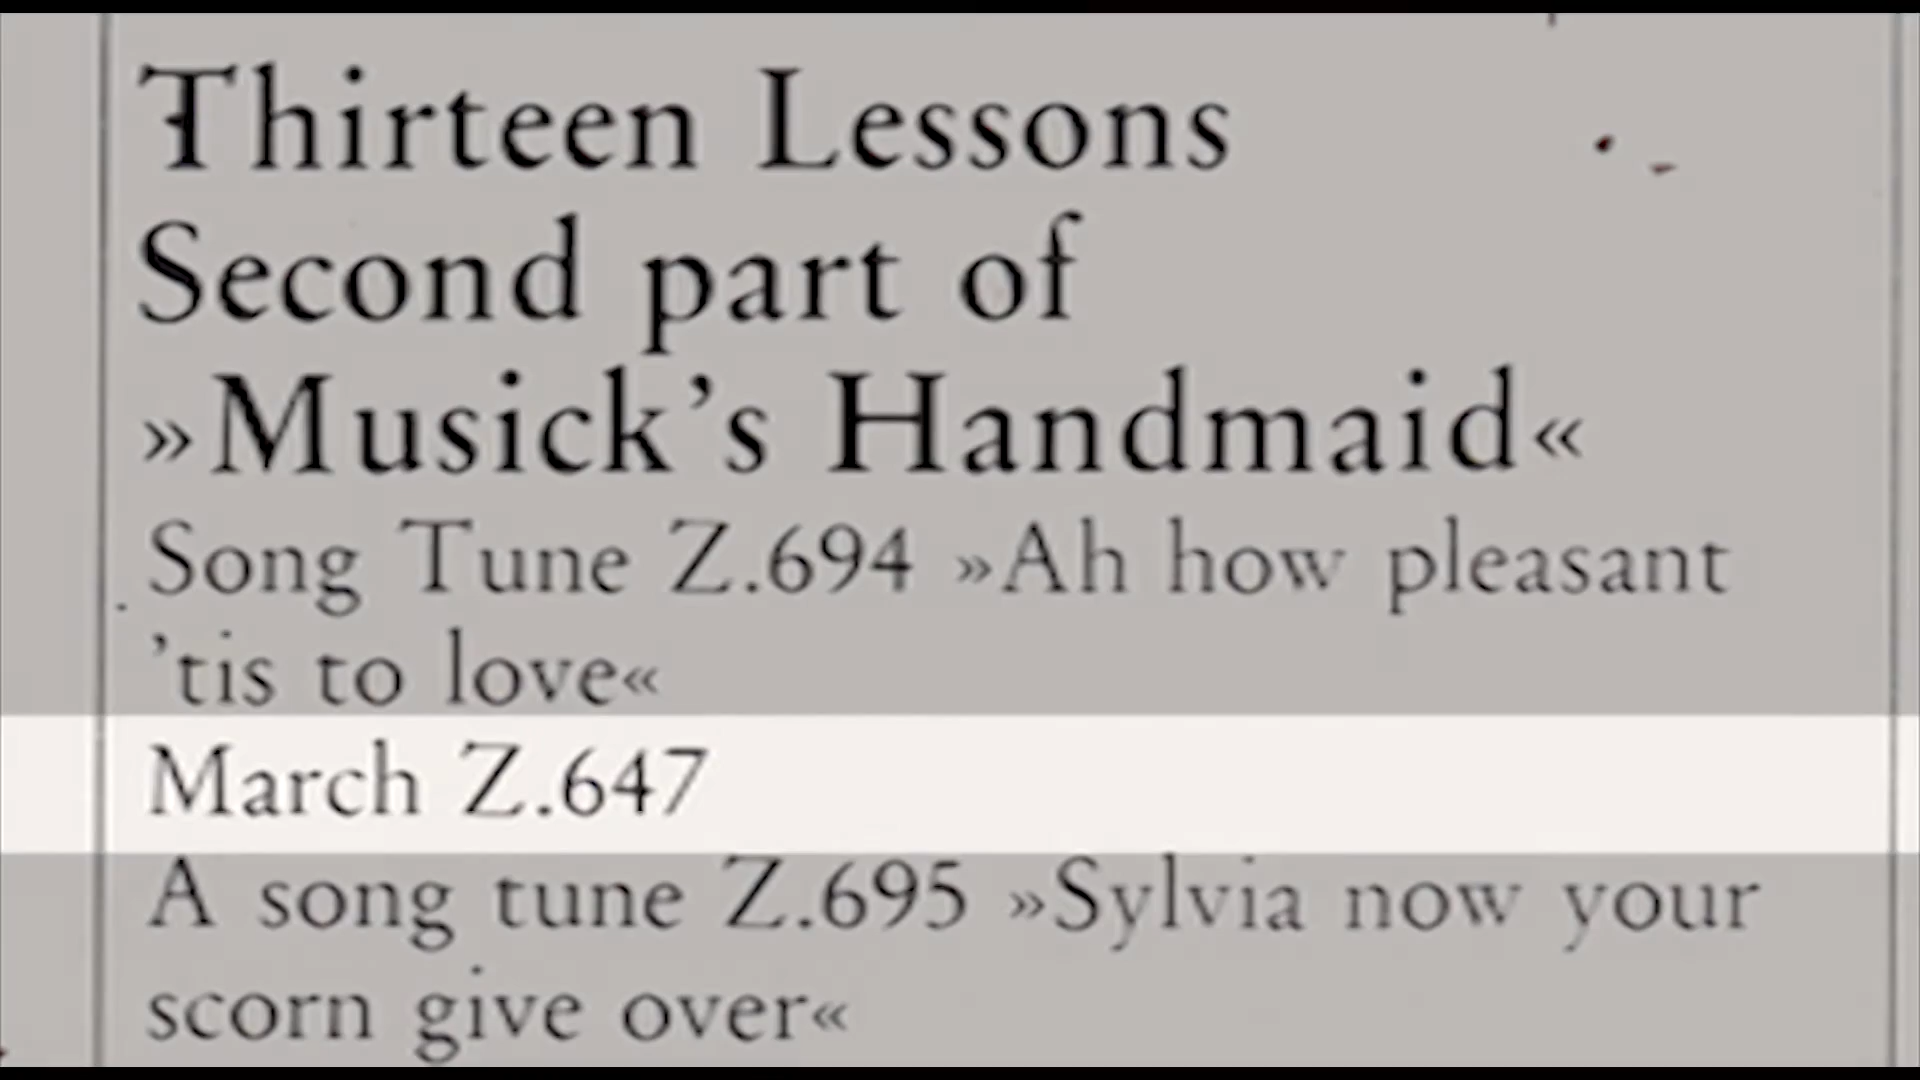 Thirteen Lessons
Second part of
»Musick’s Handmaid«
Song Tune Z.694 »Ah how pleasant
’tis to love«
March Z.647
A song tune Z.695 »Sylvia now your
scorn give over«